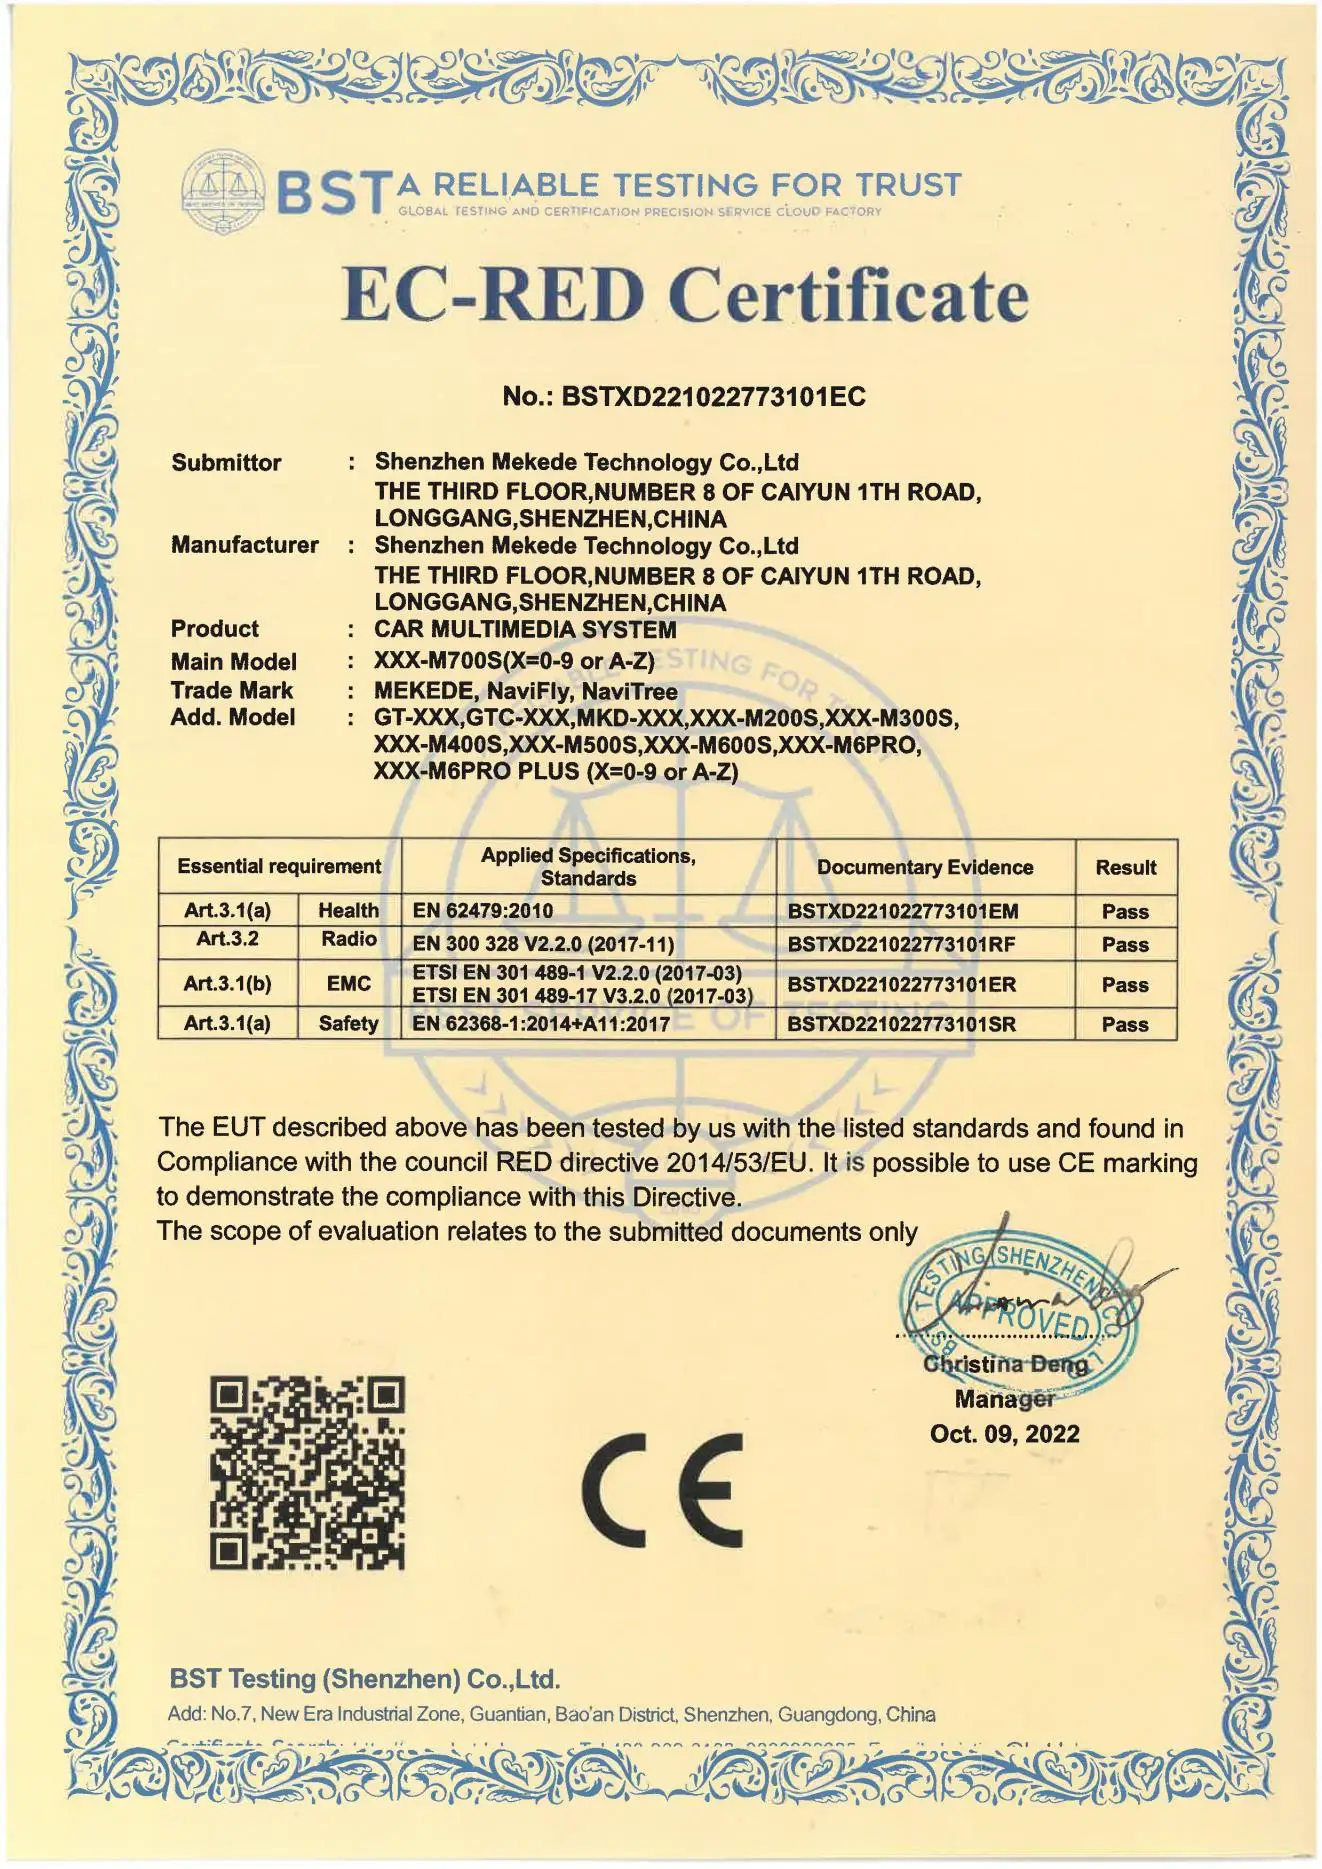 BST A RELIABLE TESTING FOR TRUST
GLOBAL TESTING AND CERTIFICATION PRECISION SERVICE CLOUD FACTORY
EC-RED Certificate
No.: BSTXD221022773101EC
Submittor : Shenzhen Mekede Technology Co.,Ltd
THE THIRD FLOOR,NUMBER 8 OF CAIYUN 1TH ROAD,
LONGGANG,SHENZHEN,CHINA
Manufacturer : Shenzhen Mekede Technology Co.,Ltd
THE THIRD FLOOR,NUMBER 8 OF CAIYUN 1TH ROAD,
LONGGANG,SHENZHEN,CHINA
Product : CAR MULTIMEDIA SYSTEM
Main Model : XXX-M700S(X=0-9 or A-Z)
Trade Mark : MEKEDE, NaviFly, NaviTree
Add. Model : GT-XXX,GTC-XXX,MKD-XXX,XXX-M200S,XXX-M300S,
XXX-M400S,XXX-M500S,XXX-M600S,XXX-M6PRO,
XXX-M6PRO PLUS (X=0-9 or A-Z)
Essential requirement Applied Specifications, Standards Documentary Evidence Result
Art.3.1(a) Health EN 62479:2010 BSTXD221022773101EM Pass
Art.3.2 Radio EN 300 328 V2.2.0 (2017-11) BSTXD221022773101RF Pass
Art.3.1(b) EMC ETSI EN 301 489-1 V2.2.0 (2017-03)
ETSI EN 301 489-17 V3.2.0 (2017-03) BSTXD221022773101ER Pass
Art.3.1(a) Safety EN 62368-1:2014+A11:2017 BSTXD221022773101SR Pass
BEST SERVICE OF TESTING
The EUT described above has been tested by us with the listed standards and found in
Compliance with the council RED directive 2014/53/EU. It is possible to use CE marking
to demonstrate the compliance with this Directive.
The scope of evaluation relates to the submitted documents only
TESTING (SHENZHEN) CO
APPROVED
Christina Deng
Manager
Oct. 09, 2022
CE
BST Testing (Shenzhen) Co.,Ltd.
Add: No.7, New Era Industrial Zone, Guantian, Bao'an District, Shenzhen, Guangdong, China